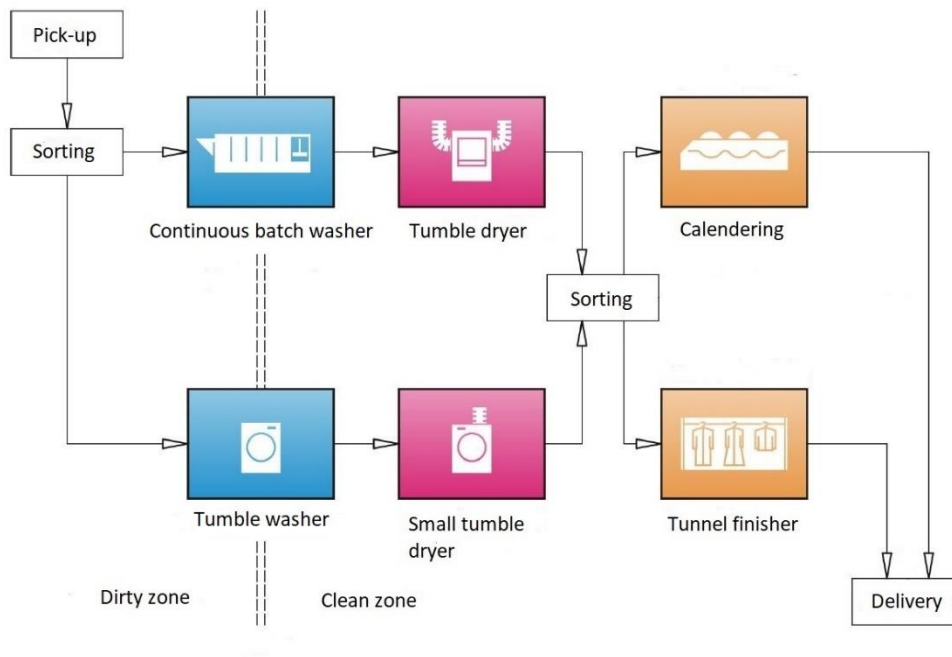 Pick-up
Sorting
Continuous batch washer
Tumble dryer
Calendering
Sorting
Tumble washer
Small tumble
dryer
Tunnel finisher
Dirty zone
Clean zone
Delivery